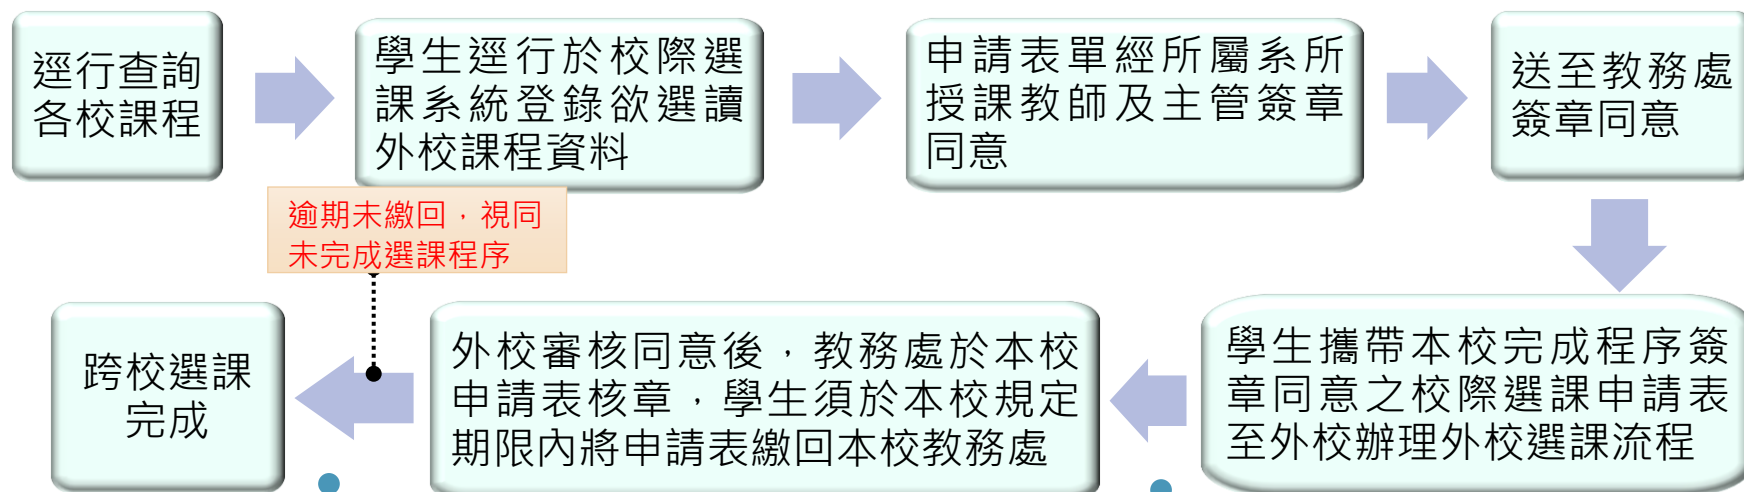 逕行查詢
各校課程
學生逕行於校際選
課系統登錄欲選讀
外校課程資料
申請表單經所屬系所
授課教師及主管簽章
同意
送至教務處
簽章同意
逾期未繳回，視同
未完成選課程序
學生攜帶本校完成程序簽
章同意之校際選課申請表
至外校辦理外校選課流程
外校審核同意後，教務處於本校
申請表核章，學生須於本校規定
期限內將申請表繳回本校教務處
跨校選課
完成